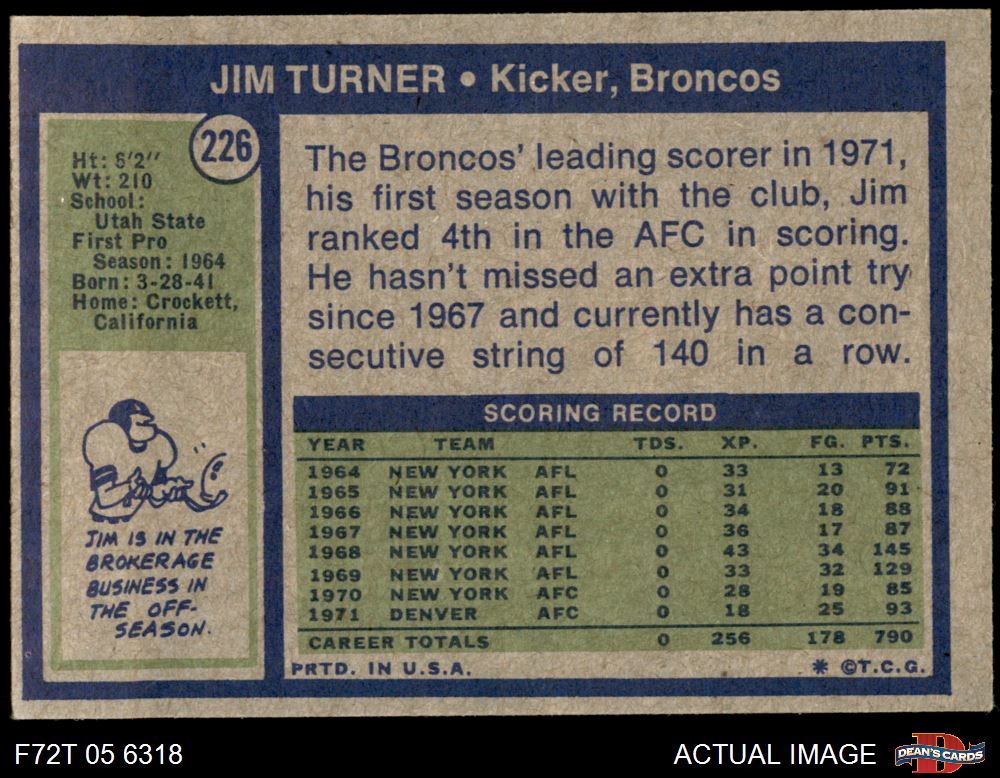 JIM TURNER • Kicker, Broncos
226
Ht: 6'2"
Wt: 210
School:
Utah State
First Pro
Season: 1964
Born: 3-28-41
Home: Crockett,
California
JIM IS IN THE
BROKERAGE
BUSINESS IN
THE OFF-
SEASON.
The Broncos' leading scorer in 1971,
his first season with the club, Jim
ranked 4th in the AFC in scoring.
He hasn't missed an extra point try
since 1967 and currently has a con-
secutive string of 140 in a row.
SCORING RECORD
YEAR TEAM TDS. XP. FG. PTS.
1964 NEW YORK AFL 0 33 13 72
1965 NEW YORK AFL 0 31 20 91
1966 NEW YORK AFL 0 34 18 88
1967 NEW YORK AFL 0 36 17 87
1968 NEW YORK AFL 0 43 34 145
1969 NEW YORK AFL 0 33 32 129
1970 NEW YORK AFC 0 28 19 85
1971 DENVER AFC 0 18 25 93
CAREER TOTALS 0 256 178 790
PRTD. IN U.S.A. * ©T.C.G.
F72T 05 6318 ACTUAL IMAGE DEAN'S CARDS